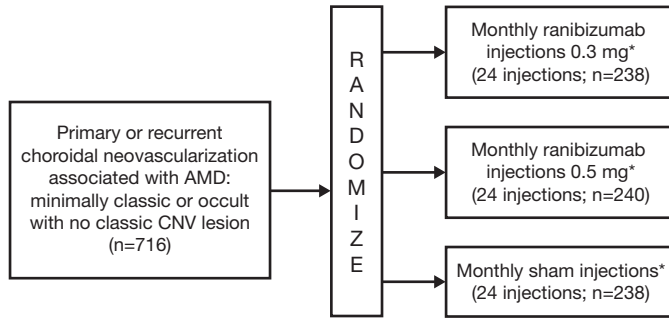 Primary or recurrent
choroidal neovascularization
associated with AMD:
minimally classic or occult
with no classic CNV lesion
(n=716)
RANDOMIZE
Monthly ranibizumab
injections 0.3 mg*
(24 injections; n=238)
Monthly ranibizumab
injections 0.5 mg*
(24 injections; n=240)
Monthly sham injections*
(24 injections; n=238)